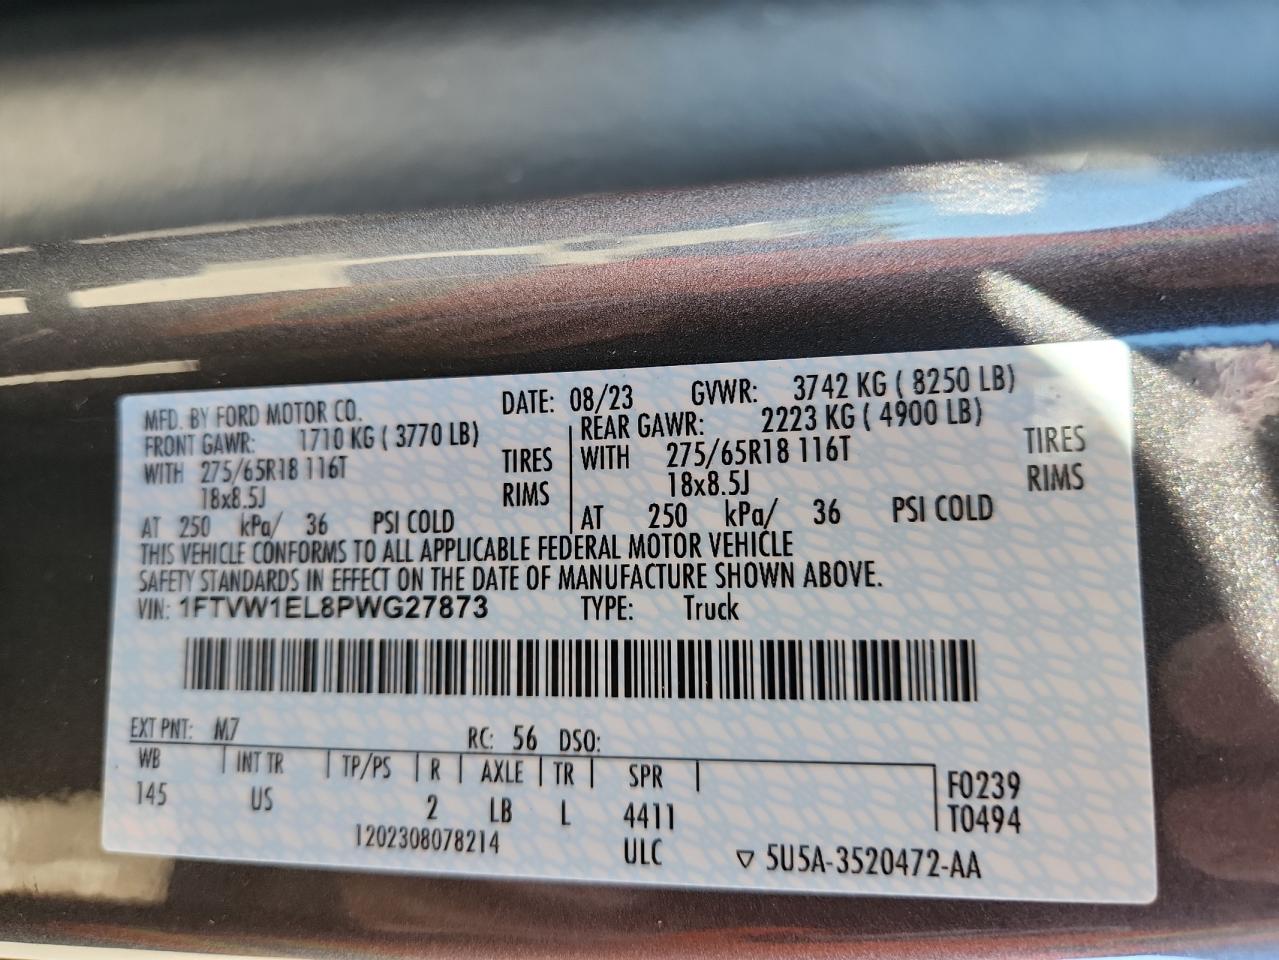 MFD. BY FORD MOTOR CO. DATE: 08/23 GVWR: 3742 KG ( 8250 LB)
FRONT GAWR: 1710 KG ( 3770 LB) REAR GAWR: 2223 KG ( 4900 LB)
WITH 275/65R18 116T TIRES WITH 275/65R18 116T TIRES
18x8.5J RIMS 18x8.5J RIMS
AT 250 kPa/ 36 PSI COLD AT 250 kPa/ 36 PSI COLD
THIS VEHICLE CONFORMS TO ALL APPLICABLE FEDERAL MOTOR VEHICLE
SAFETY STANDARDS IN EFFECT ON THE DATE OF MANUFACTURE SHOWN ABOVE.
VIN: 1FTVW1EL8PWG27873 TYPE: Truck
EXT PNT: M7 RC: 56 DSO:
WB INT TR TP/PS R AXLE TR SPR F0239
145 US 2 LB L 4411 T0494
1202308078214 ULC ▽ 5U5A-3520472-AA